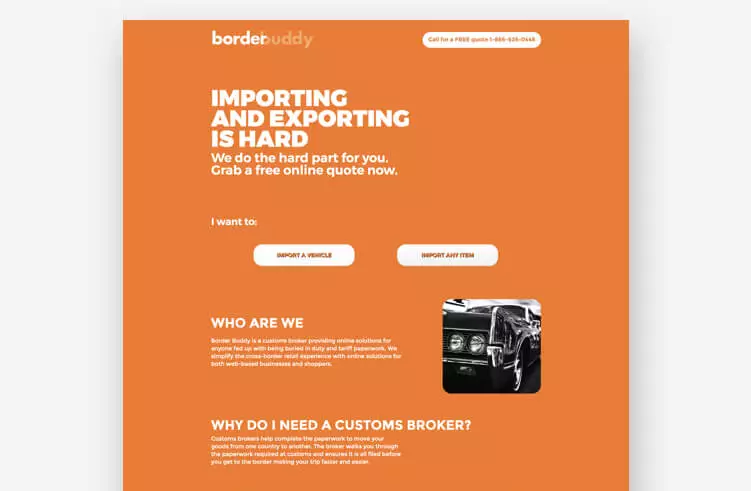 borderbuddy
Call for a FREE quote 1-866-626-0448
IMPORTING
AND EXPORTING
IS HARD
We do the hard part for you.
Grab a free online quote now.
I want to:
IMPORT A VEHICLE
IMPORT ANY ITEM
WHO ARE WE
Border Buddy is a customs broker providing online solutions for
anyone fed up with being buried in duty and tariff paperwork. We
simplify the cross-border retail experience with online solutions for
both web-based businesses and shoppers.
WHY DO I NEED A CUSTOMS BROKER?
Customs brokers help complete the paperwork to move your
goods from one country to another. The broker walks you through
the paperwork required at customs and ensures it is all filed before
you get to the border making your trip faster and easier.